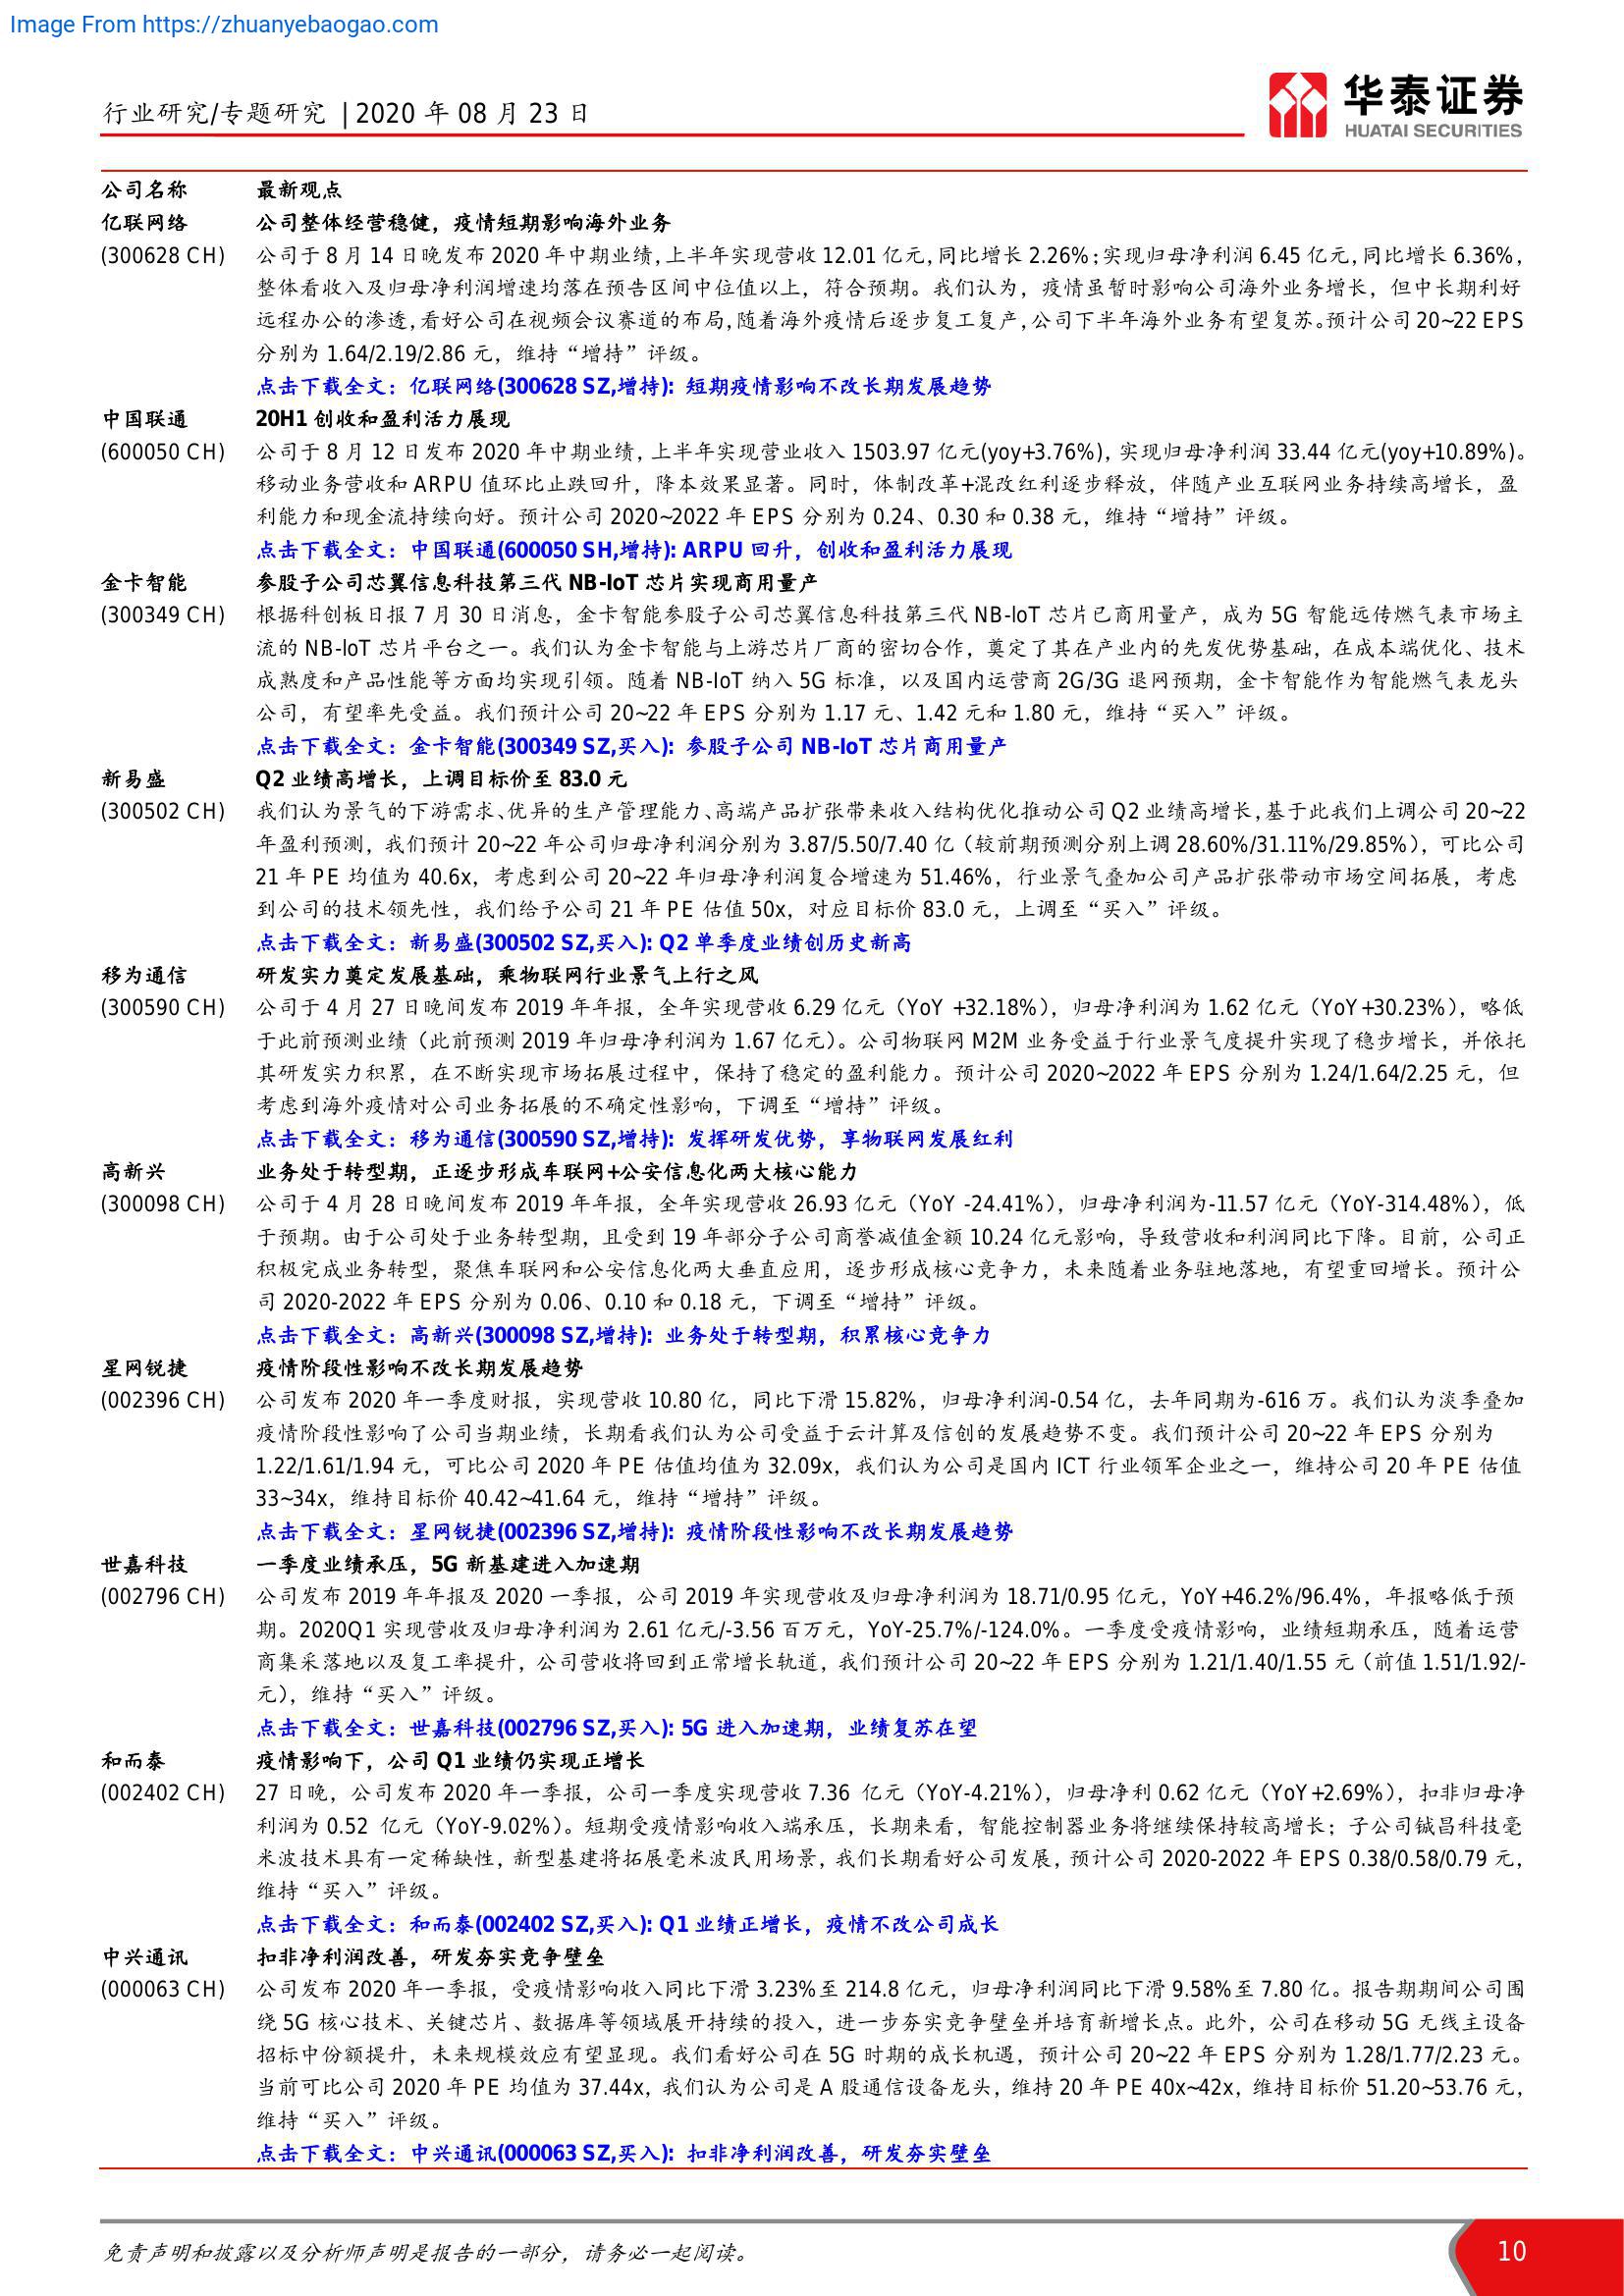 Image From https://zhuanyebaogao.com
行业研究/专题研究 | 2020 年 08 月 23 日
华泰证券
HUATAI SECURITIES
公司名称 最新观点
亿联网络 公司整体经营稳健，疫情短期影响海外业务
(300628 CH) 公司于 8 月 14 日晚发布 2020 年中期业绩，上半年实现营收 12.01 亿元，同比增长 2.26%；实现归母净利润 6.45 亿元，同比增长 6.36%，
整体看收入及归母净利润增速均落在预告区间中位值以上，符合预期。我们认为，疫情虽暂时影响公司海外业务增长，但中长期利好
远程办公的渗透，看好公司在视频会议赛道的布局，随着海外疫情后逐步复工复产，公司下半年海外业务有望复苏。预计公司 20~22 EPS
分别为 1.64/2.19/2.86 元，维持“增持”评级。
点击下载全文：亿联网络(300628 SZ,增持): 短期疫情影响不改长期发展趋势
中国联通 20H1 创收和盈利活力展现
(600050 CH) 公司于 8 月 12 日发布 2020 年中期业绩，上半年实现营业收入 1503.97 亿元(yoy+3.76%)，实现归母净利润 33.44 亿元(yoy+10.89%)。
移动业务营收和 ARPU 值环比止跌回升，降本效果显著。同时，体制改革+混改红利逐步释放，伴随产业互联网业务持续高增长，盈
利能力和现金流持续向好。预计公司 2020~2022 年 EPS 分别为 0.24、0.30 和 0.38 元，维持“增持”评级。
点击下载全文：中国联通(600050 SH,增持): ARPU 回升，创收和盈利活力展现
金卡智能 参股子公司芯翼信息科技第三代 NB-IoT 芯片实现商用量产
(300349 CH) 根据科创板日报 7 月 30 日消息，金卡智能参股子公司芯翼信息科技第三代 NB-IoT 芯片已商用量产，成为 5G 智能远传燃气表市场主
流的 NB-IoT 芯片平台之一。我们认为金卡智能与上游芯片厂商的密切合作，奠定了其在产业内的先发优势基础，在成本端优化、技术
成熟度和产品性能等方面均实现引领。随着 NB-IoT 纳入 5G 标准，以及国内运营商 2G/3G 退网预期，金卡智能作为智能燃气表龙头
公司，有望率先受益。我们预计公司 20~22 年 EPS 分别为 1.17 元、1.42 元和 1.80 元，维持“买入”评级。
点击下载全文：金卡智能(300349 SZ,买入): 参股子公司 NB-IoT 芯片商用量产
新易盛 Q2 业绩高增长，上调目标价至 83.0 元
(300502 CH) 我们认为景气的下游需求、优异的生产管理能力、高端产品扩张带来收入结构优化推动公司 Q2 业绩高增长，基于此我们上调公司 20~22
年盈利预测，我们预计 20~22 年公司归母净利润分别为 3.87/5.50/7.40 亿（较前期预测分别上调 28.60%/31.11%/29.85%），可比公司
21 年 PE 均值为 40.6x，考虑到公司 20~22 年归母净利润复合增速为 51.46%，行业景气叠加公司产品扩张带动市场空间拓展，考虑
到公司的技术领先性，我们给予公司 21 年 PE 估值 50x，对应目标价 83.0 元，上调至“买入”评级。
点击下载全文：新易盛(300502 SZ,买入): Q2 单季度业绩创历史新高
移为通信 研发实力奠定发展基础，乘物联网行业景气上行之风
(300590 CH) 公司于 4 月 27 日晚间发布 2019 年年报，全年实现营收 6.29 亿元（YoY +32.18%），归母净利润为 1.62 亿元（YoY+30.23%），略低
于此前预测业绩（此前预测 2019 年归母净利润为 1.67 亿元）。公司物联网 M2M 业务受益于行业景气度提升实现了稳步增长，并依托
其研发实力积累，在不断实现市场拓展过程中，保持了稳定的盈利能力。预计公司 2020~2022 年 EPS 分别为 1.24/1.64/2.25 元，但
考虑到海外疫情对公司业务拓展的不确定性影响，下调至“增持”评级。
点击下载全文：移为通信(300590 SZ,增持): 发挥研发优势，享物联网发展红利
高新兴 业务处于转型期，正逐步形成车联网+公安信息化两大核心能力
(300098 CH) 公司于 4 月 28 日晚间发布 2019 年年报，全年实现营收 26.93 亿元（YoY -24.41%），归母净利润为-11.57 亿元（YoY-314.48%），低
于预期。由于公司处于业务转型期，且受到 19 年部分子公司商誉减值金额 10.24 亿元影响，导致营收和利润同比下降。目前，公司正
积极完成业务转型，聚焦车联网和公安信息化两大垂直应用，逐步形成核心竞争力，未来随着业务驻地落地，有望重回增长。预计公
司 2020-2022 年 EPS 分别为 0.06、0.10 和 0.18 元，下调至“增持”评级。
点击下载全文：高新兴(300098 SZ,增持): 业务处于转型期，积累核心竞争力
星网锐捷 疫情阶段性影响不改长期发展趋势
(002396 CH) 公司发布 2020 年一季度财报，实现营收 10.80 亿，同比下滑 15.82%，归母净利润-0.54 亿，去年同期为-616 万。我们认为淡季叠加
疫情阶段性影响了公司当期业绩，长期看我们认为公司受益于云计算及信创的发展趋势不变。我们预计公司 20~22 年 EPS 分别为
1.22/1.61/1.94 元，可比公司 2020 年 PE 估值均值为 32.09x，我们认为公司是国内 ICT 行业领军企业之一，维持公司 20 年 PE 估值
33~34x，维持目标价 40.42~41.64 元，维持“增持”评级。
点击下载全文：星网锐捷(002396 SZ,增持): 疫情阶段性影响不改长期发展趋势
世嘉科技 一季度业绩承压，5G 新基建进入加速期
(002796 CH) 公司发布 2019 年年报及 2020 一季报，公司 2019 年实现营收及归母净利润为 18.71/0.95 亿元，YoY+46.2%/96.4%，年报略低于预
期。2020Q1 实现营收及归母净利润为 2.61 亿元/-3.56 百万元，YoY-25.7%/-124.0%。一季度受疫情影响，业绩短期承压，随着运营
商集采落地以及复工率提升，公司营收将回到正常增长轨道，我们预计公司 20~22 年 EPS 分别为 1.21/1.40/1.55 元（前值 1.51/1.92/-
元），维持“买入”评级。
点击下载全文：世嘉科技(002796 SZ,买入): 5G 进入加速期，业绩复苏在望
和而泰 疫情影响下，公司 Q1 业绩仍实现正增长
(002402 CH) 27 日晚，公司发布 2020 年一季报，公司一季度实现营收 7.36 亿元（YoY-4.21%），归母净利 0.62 亿元（YoY+2.69%），扣非归母净
利润为 0.52 亿元（YoY-9.02%）。短期受疫情影响收入端承压，长期来看，智能控制器业务将继续保持较高增长；子公司铖昌科技毫
米波技术具有一定稀缺性，新型基建将拓展毫米波民用场景，我们长期看好公司发展，预计公司 2020-2022 年 EPS 0.38/0.58/0.79 元，
维持“买入”评级。
点击下载全文：和而泰(002402 SZ,买入): Q1 业绩正增长，疫情不改公司成长
中兴通讯 扣非净利润改善，研发夯实竞争壁垒
(000063 CH) 公司发布 2020 年一季报，受疫情影响收入同比下滑 3.23%至 214.8 亿元，归母净利润同比下滑 9.58%至 7.80 亿。报告期期间公司围
绕 5G 核心技术、关键芯片、数据库等领域展开持续的投入，进一步夯实竞争壁垒并培育新增长点。此外，公司在移动 5G 无线主设备
招标中份额提升，未来规模效应有望显现。我们看好公司在 5G 时期的成长机遇，预计公司 20~22 年 EPS 分别为 1.28/1.77/2.23 元。
当前可比公司 2020 年 PE 均值为 37.44x，我们认为公司是 A 股通信设备龙头，维持 20 年 PE 40x~42x，维持目标价 51.20~53.76 元，
维持“买入”评级。
点击下载全文：中兴通讯(000063 SZ,买入): 扣非净利润改善，研发夯实壁垒
免责声明和披露以及分析师声明是报告的一部分，请务必一起阅读。 10